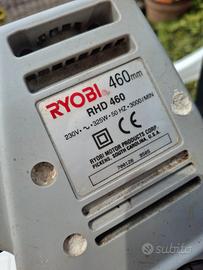 RYOBI 460mm
RHD 460
230V ~ 325W 50 HZ 3000/MIN
CE
RYOBI MOTOR PRODUCTS CORP.
PICKENS, SOUTH CAROLINA, U.S.A.
subito